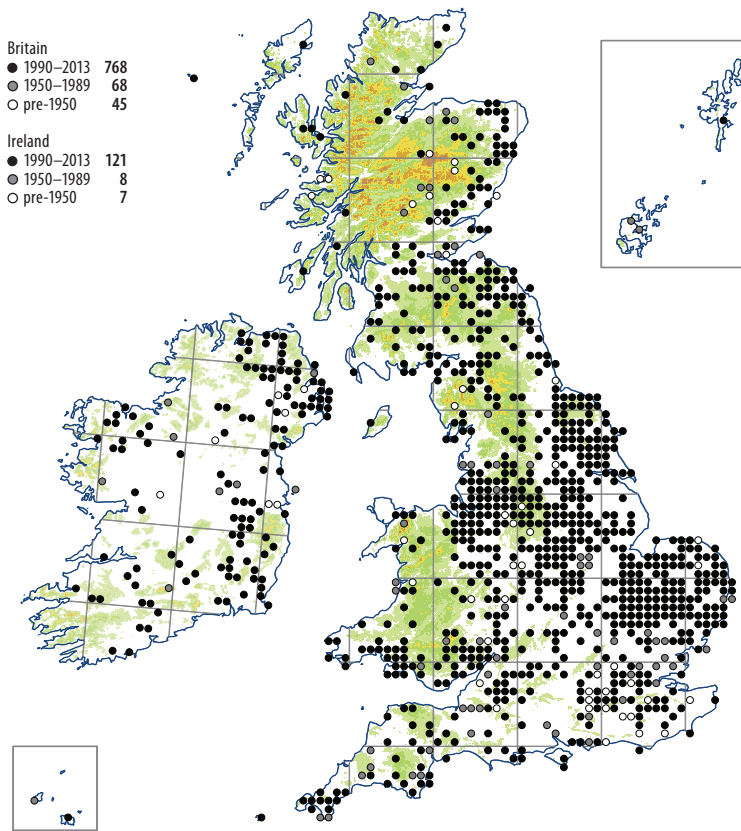 Britain
● 1990–2013 768
● 1950–1989 68
○ pre-1950 45
Ireland
● 1990–2013 121
● 1950–1989 8
○ pre-1950 7